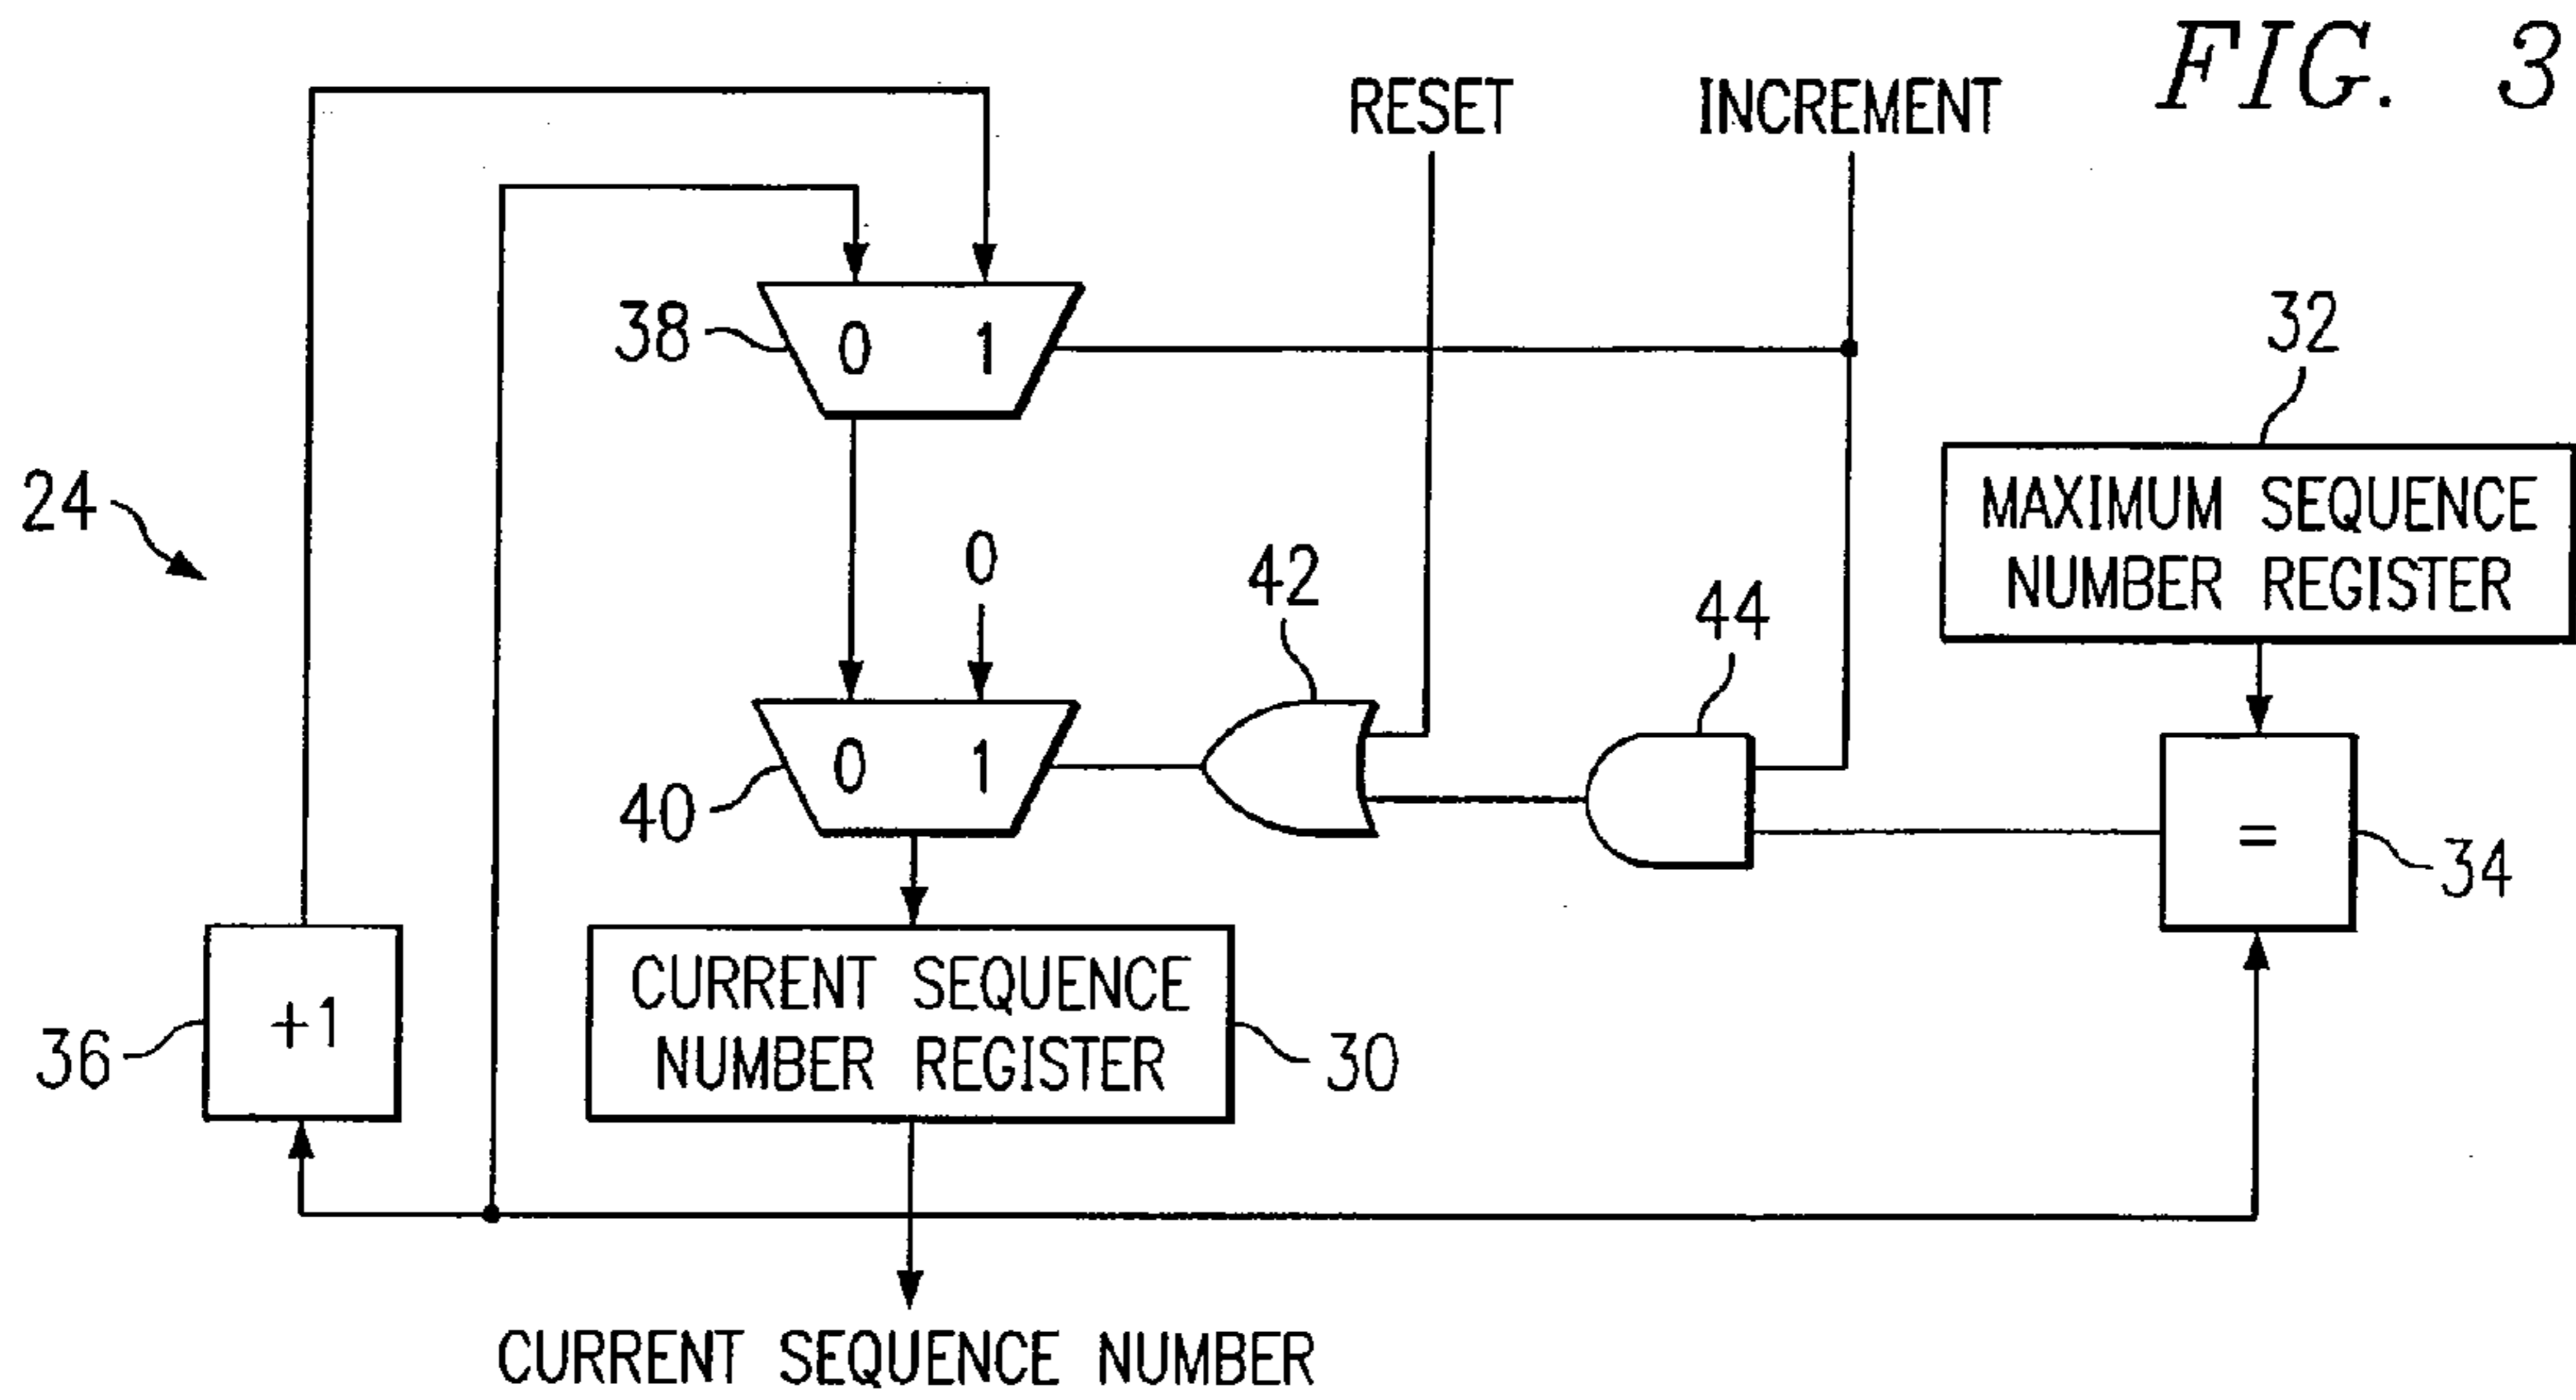 FIG. 3
RESET
INCREMENT
38
0 1
32
MAXIMUM SEQUENCE
NUMBER REGISTER
24
0
42
44
40
0 1
=
34
36
+1
CURRENT SEQUENCE
NUMBER REGISTER
30
CURRENT SEQUENCE NUMBER